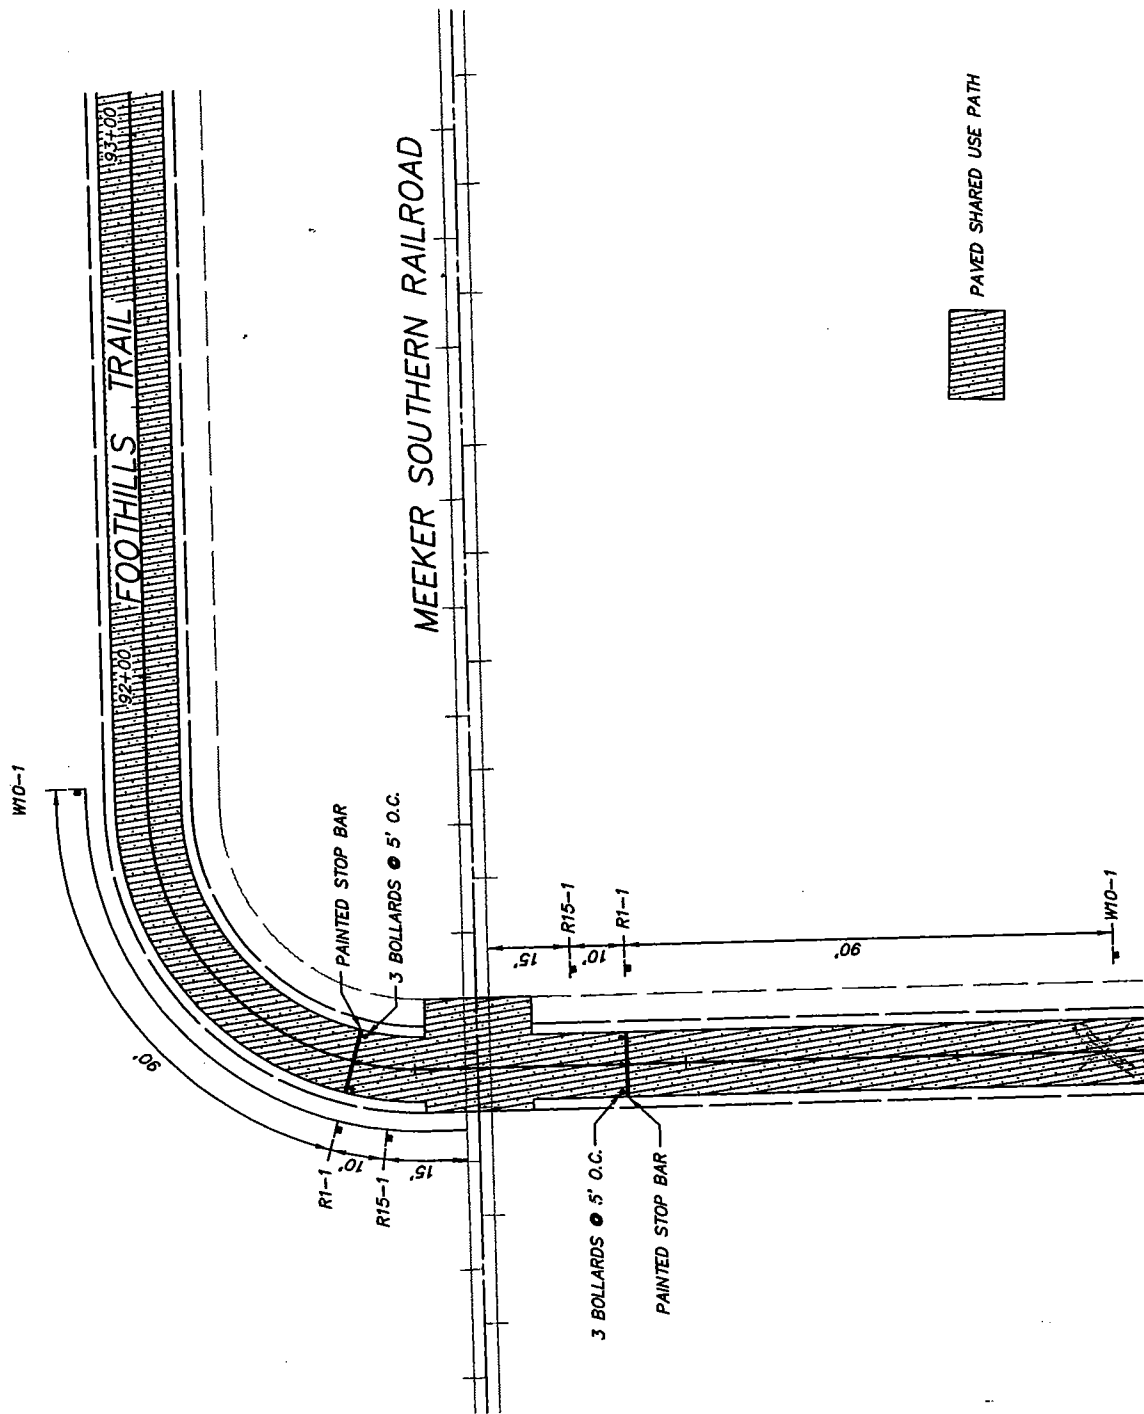 W10-1
FOOTHILLS TRAIL
92+00
93+00
MEEKER SOUTHERN RAILROAD
PAINTED STOP BAR
3 BOLLARDS @ 5' O.C.
90'
R1-1
10'
R15-1
15'
15'
R15-1
10'
R1-1
90'
W10-1
3 BOLLARDS @ 5' O.C.
PAINTED STOP BAR
PAVED SHARED USE PATH